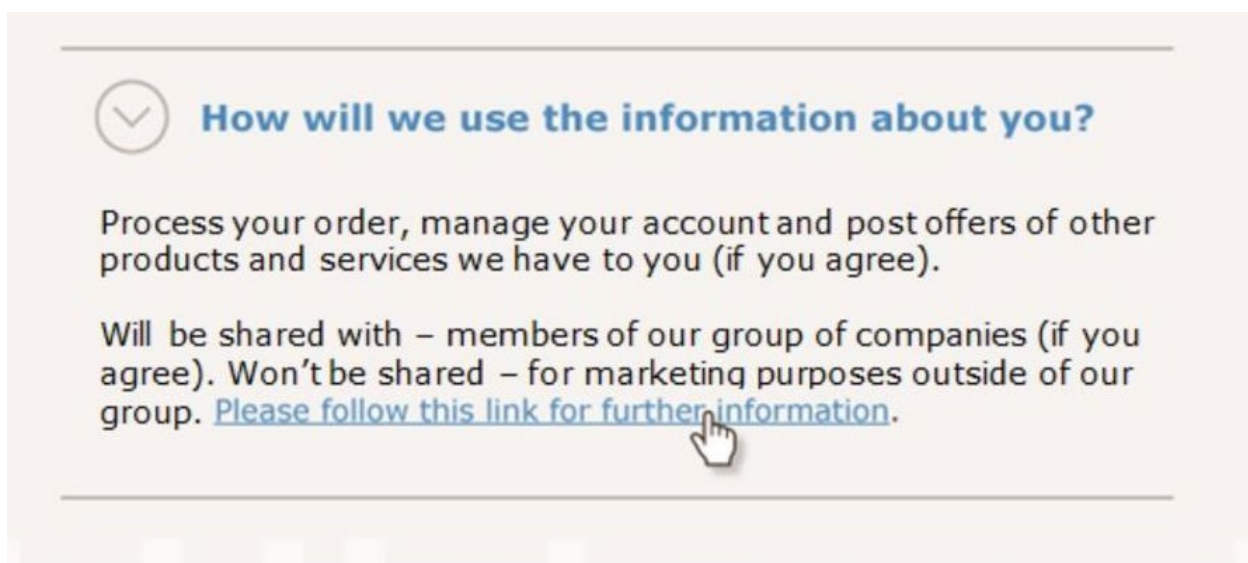 How will we use the information about you?
Process your order, manage your account and post offers of other
products and services we have to you (if you agree).
Will be shared with – members of our group of companies (if you
agree). Won't be shared – for marketing purposes outside of our
group. Please follow this link for further information.